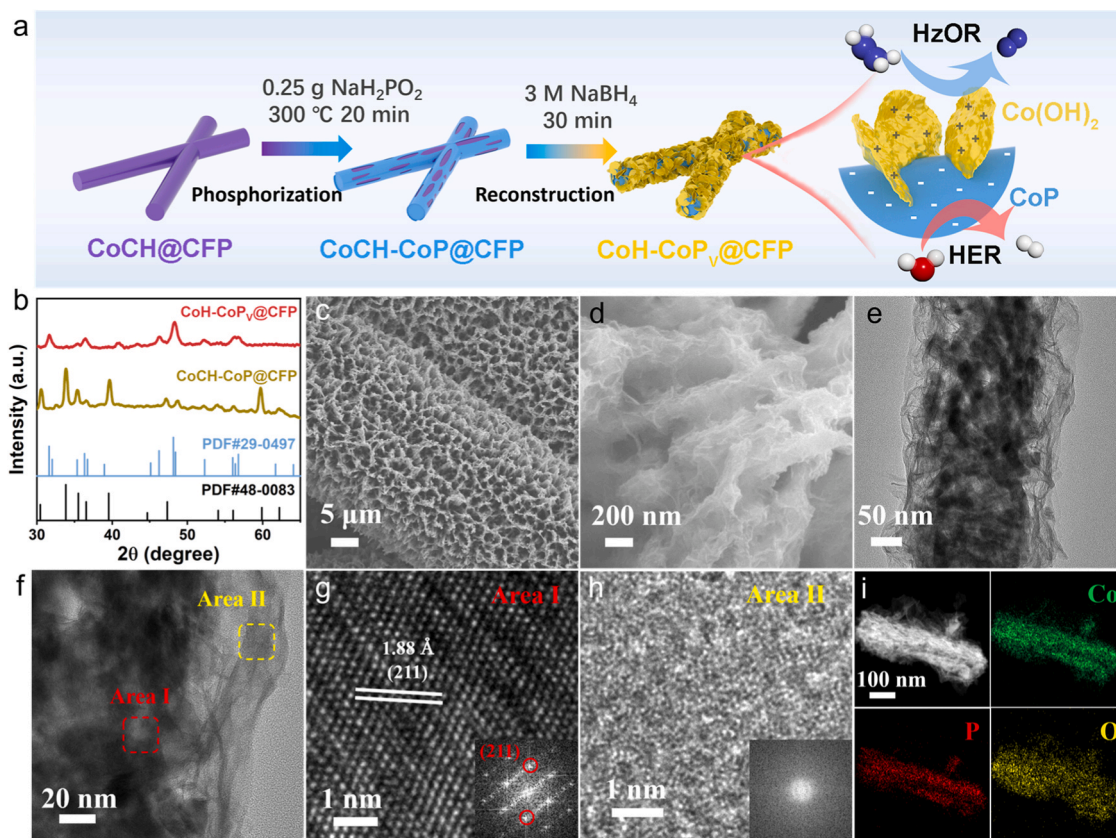 a
0.25 g NaH₂PO₂
300 ℃ 20 min
Phosphorization
3 M NaBH₄
30 min
Reconstruction
CoCH@CFP
CoCH-CoP@CFP
CoH-CoPᵥ@CFP
HzOR
Co(OH)₂
CoP
HER
b
Intensity (a.u.)
CoH-CoPᵥ@CFP
CoCH-CoP@CFP
PDF#29-0497
PDF#48-0083
30 40 50 60
2θ (degree)
c
5 μm
d
200 nm
e
50 nm
f
Area II
Area I
20 nm
g
Area I
1.88 Å
(211)
(211)
1 nm
h
Area II
1 nm
i
Co
100 nm
P
O